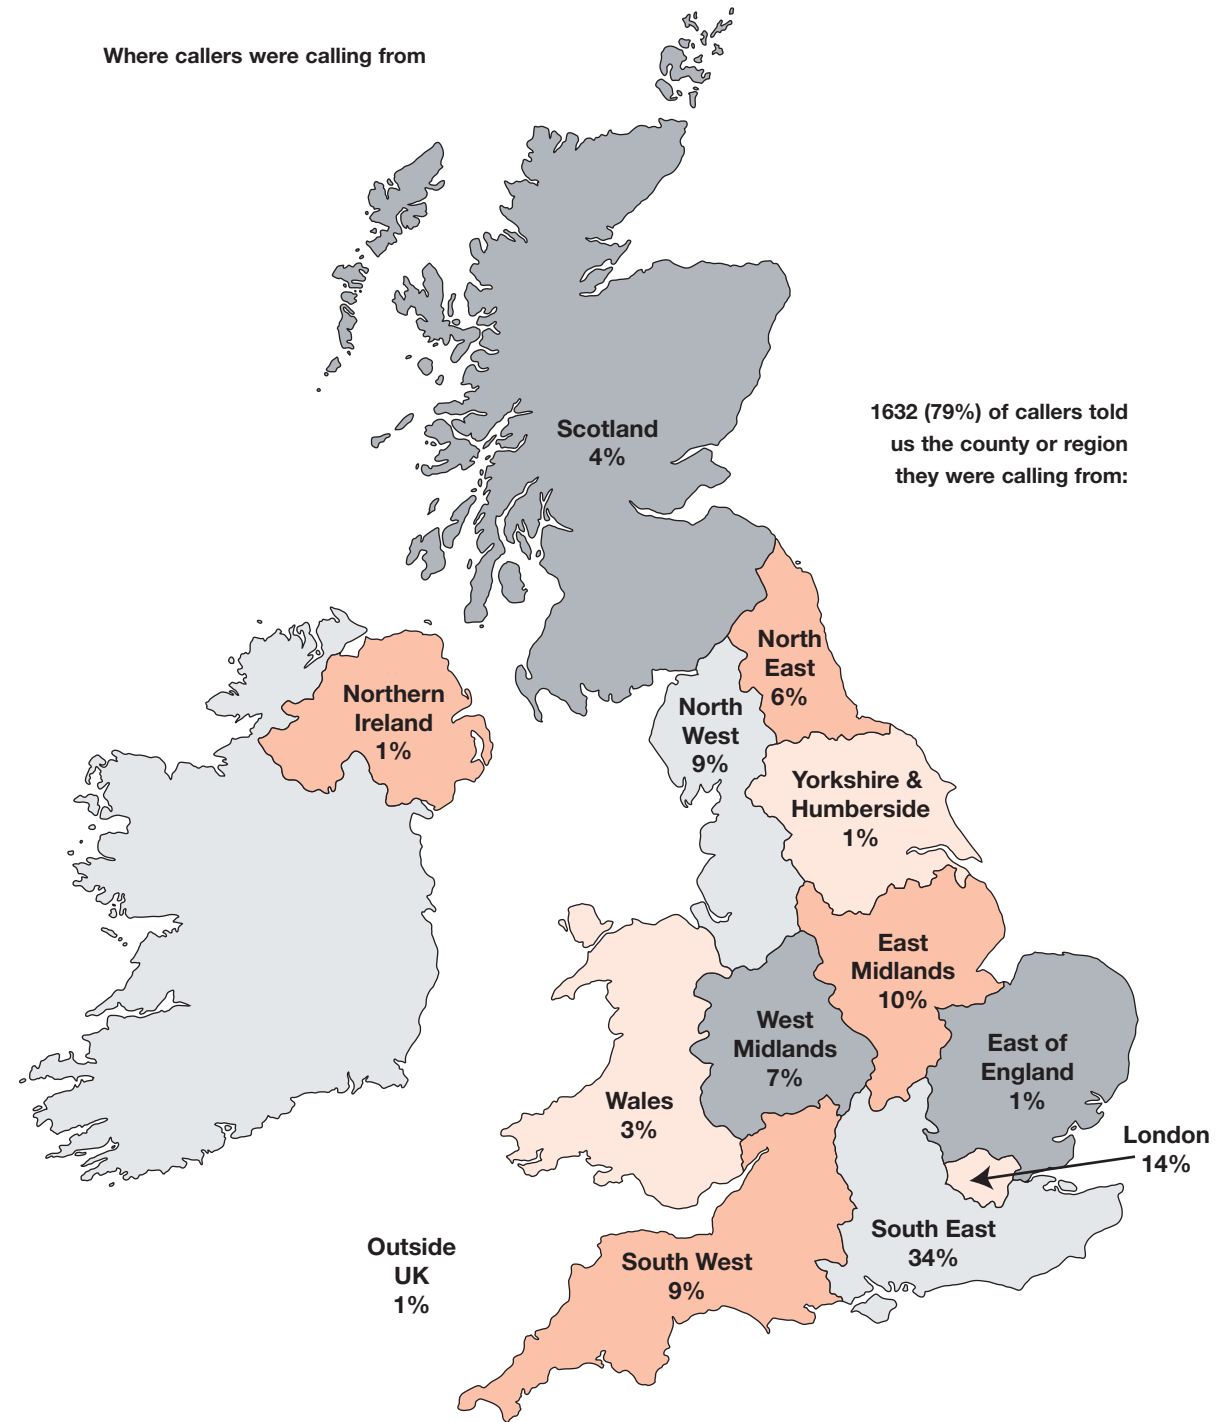 Where callers were calling from
1632 (79%) of callers told
us the county or region
they were calling from:
Scotland
4%
North
East
6%
Northern
Ireland
1%
North
West
9%
Yorkshire &
Humberside
1%
East
Midlands
10%
West
Midlands
7%
East of
England
1%
Wales
3%
London
14%
South East
34%
Outside
UK
1%
South West
9%